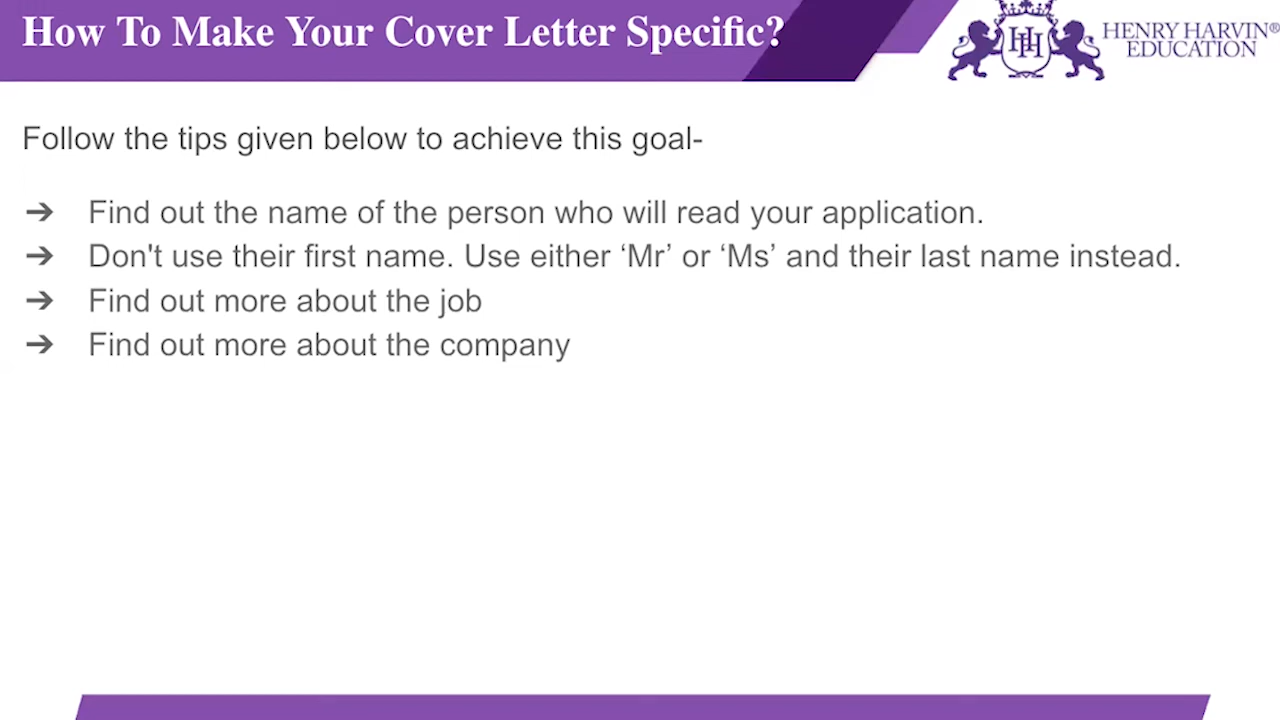 How To Make Your Cover Letter Specific?
HENRY HARVIN®
EDUCATION
Follow the tips given below to achieve this goal-
➔ Find out the name of the person who will read your application.
➔ Don't use their first name. Use either ‘Mr’ or ‘Ms’ and their last name instead.
➔ Find out more about the job
➔ Find out more about the company